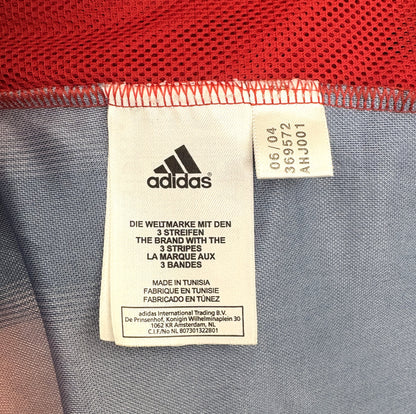 adidas
DIE WELTMARKE MIT DEN
3 STREIFEN
THE BRAND WITH THE
3 STRIPES
LA MARQUE AUX
3 BANDES
MADE IN TUNISIA
FABRIQUE EN TUNISIE
FABRICADO EN TÚNEZ
adidas International Trading B.V.
De Prinsenhof, Konigin Wilhelminaplein 30
1062 KR Amsterdam, NL
C.I.F./No NL 807301322B01
06/04
369572
AHJ001